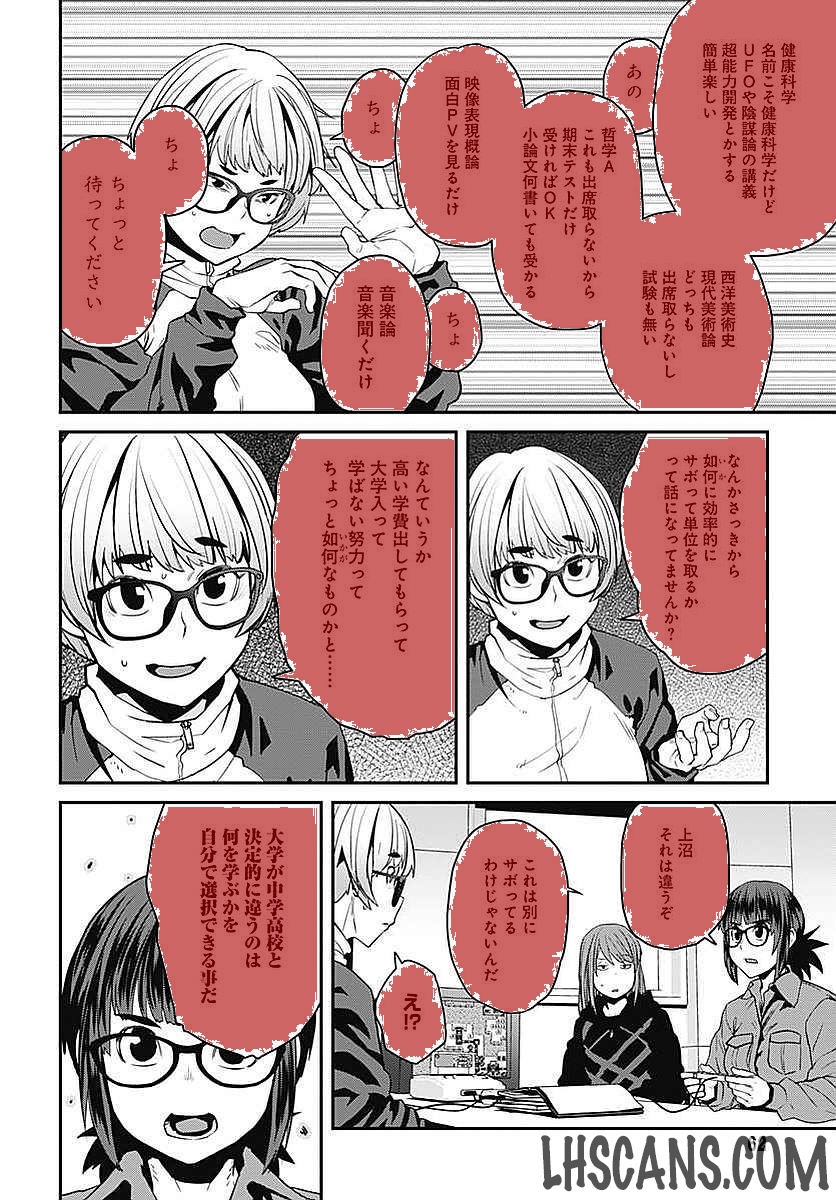 健康科学
名前こそ健康科学だけど
UFOや陰謀論の講義
超能力開発とかする
簡単楽しい
あの
西洋美術史
現代美術論
どっちも
出席取らないし
試験も無い
哲学A
これも出席取らないから
期末テストだけ
受ければOK
小論文何書いても受かる
映像表現概論
面白PVを見るだけ
ちょ
ちょ
音楽論
音楽聞くだけ
ちょ
ちょっと
待ってください
なんかさっきから
如何に効率的に
サボって単位を取るか
って話になってませんか?
なんていうか
高い学費出してもらって
大学入って
学ばない努力って
ちょっと如何なものかと……
上沼
それは違うぞ
これは別に
サボってる
わけじゃないんだ
え!?
大学が中学高校と
決定的に違うのは
何を学ぶかを
自分で選択できる事だ
62
LHSCANS.COM